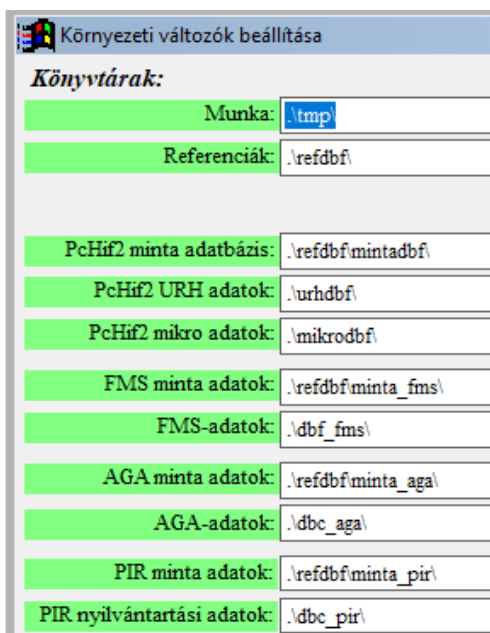 Környezeti változók beállítása
Könyvtárak:
Munka: .\tmp\
Referenciák: .\refdbf\
PcHif2 minta adatbázis: .\refdbf\mintadbf\
PcHif2 URH adatok: .\urhdbf\
PcHif2 mikro adatok: .\mikrodbf\
FMS minta adatok: .\refdbf\minta_fms\
FMS-adatok: .\dbf_fms\
AGA minta adatok: .\refdbf\minta_aga\
AGA-adatok: .\dbc_aga\
PIR minta adatok: .\refdbf\minta_pir\
PIR nyilvántartási adatok: .\dbc_pir\